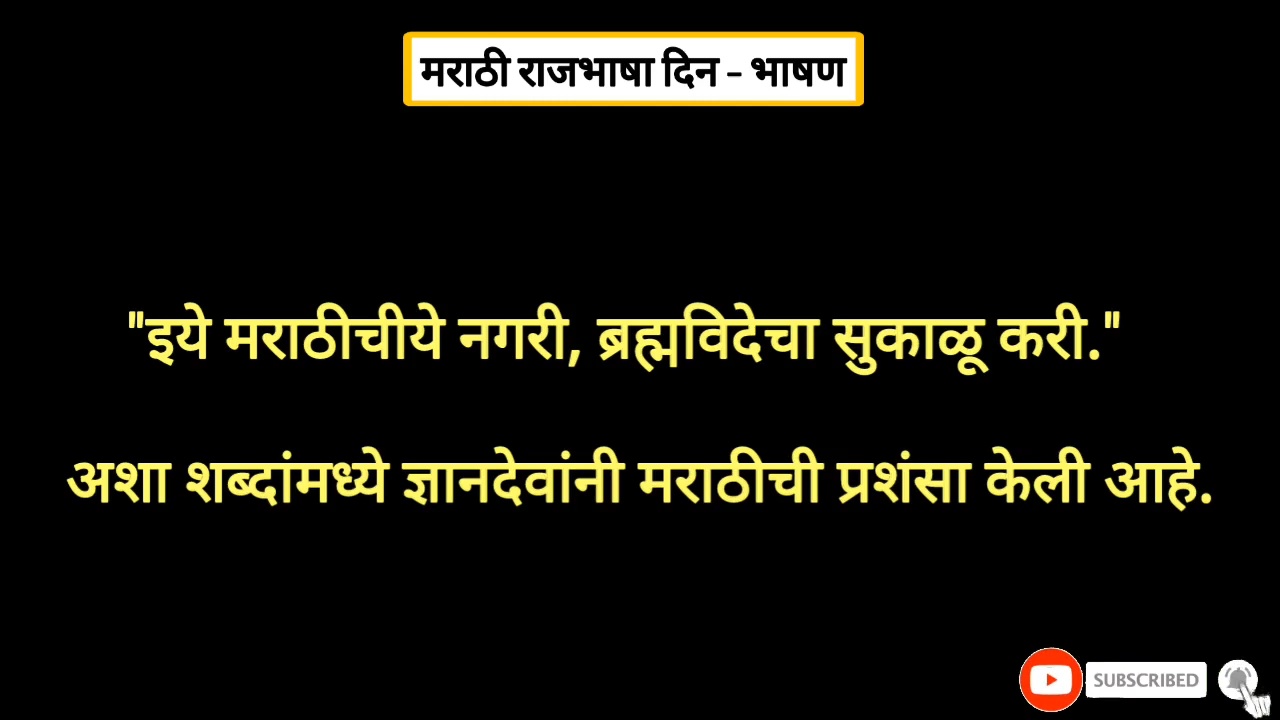 मराठी राजभाषा दिन - भाषण
"इये मराठीचीये नगरी, ब्रह्मविदेचा सुकाळू करी."
अशा शब्दांमध्ये ज्ञानदेवांनी मराठीची प्रशंसा केली आहे.
SUBSCRIBED